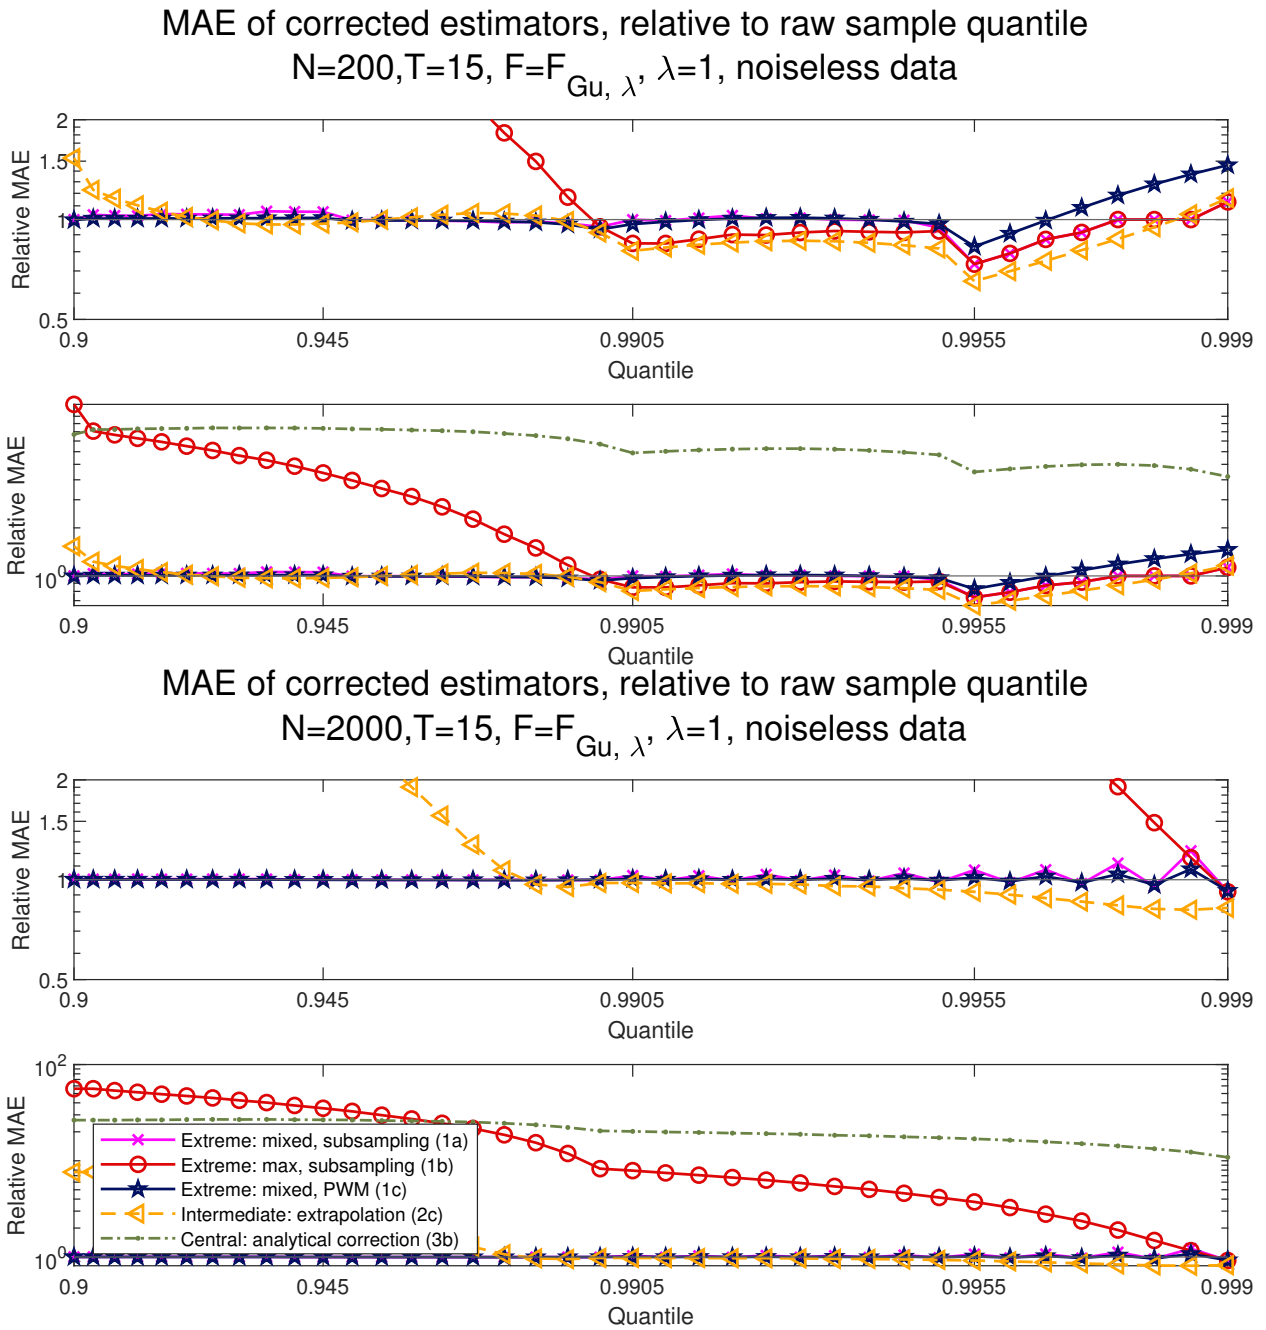 MAE of corrected estimators, relative to raw sample quantile
N=200,T=15, F=F_Gu, λ, λ=1, noiseless data
2
1.5
1
0.5
Relative MAE
0.9 0.945 0.9905 0.9955 0.999
Quantile
10^0
Relative MAE
0.9 0.945 0.9905 0.9955 0.999
Quantile
MAE of corrected estimators, relative to raw sample quantile
N=2000,T=15, F=F_Gu, λ, λ=1, noiseless data
2
1.5
1
0.5
Relative MAE
0.9 0.945 0.9905 0.9955 0.999
Quantile
10^2
10^0
Relative MAE
Extreme: mixed, subsampling (1a)
Extreme: max, subsampling (1b)
Extreme: mixed, PWM (1c)
Intermediate: extrapolation (2c)
Central: analytical correction (3b)
0.9 0.945 0.9905 0.9955 0.999
Quantile